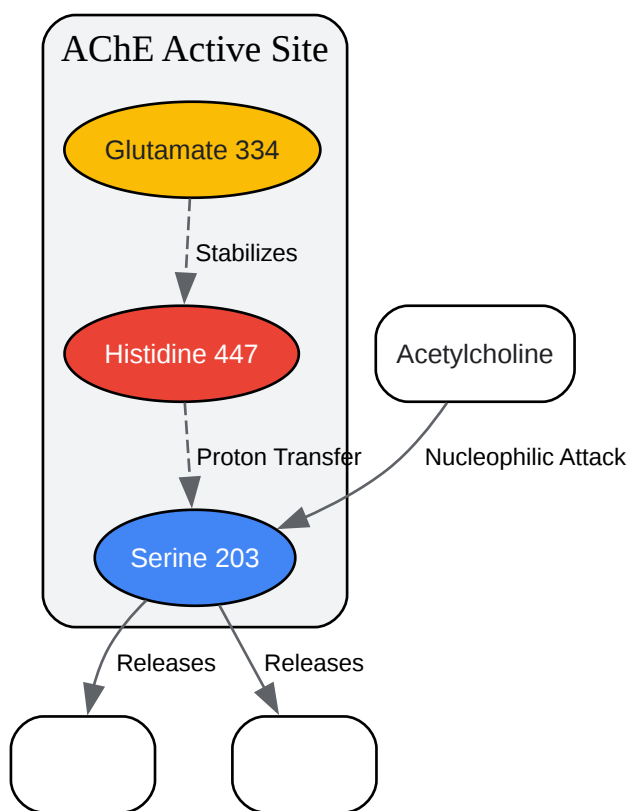 AChE Active Site
Glutamate 334
Stabilizes
Histidine 447
Acetylcholine
Proton Transfer
Nucleophilic Attack
Serine 203
Releases
Releases